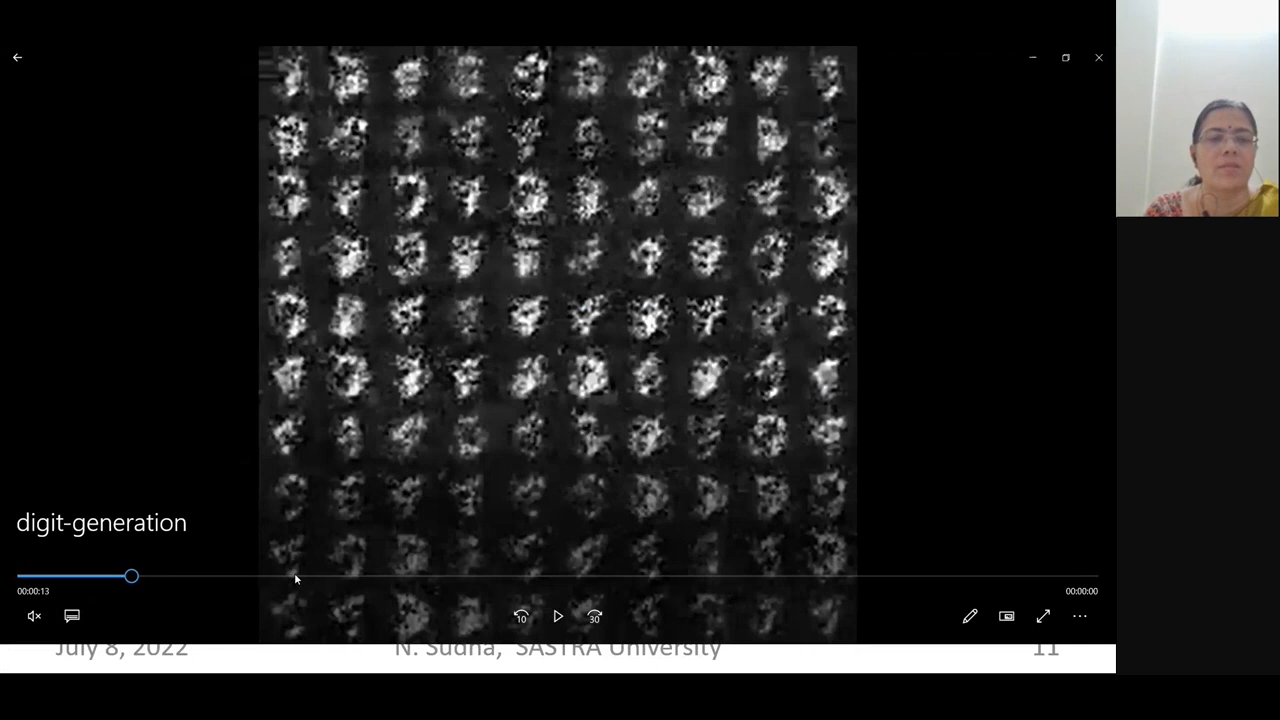 digit-generation
00:00:13
00:00:00
10
30
July 8, 2022
N. Sudha, SASTRA University
11